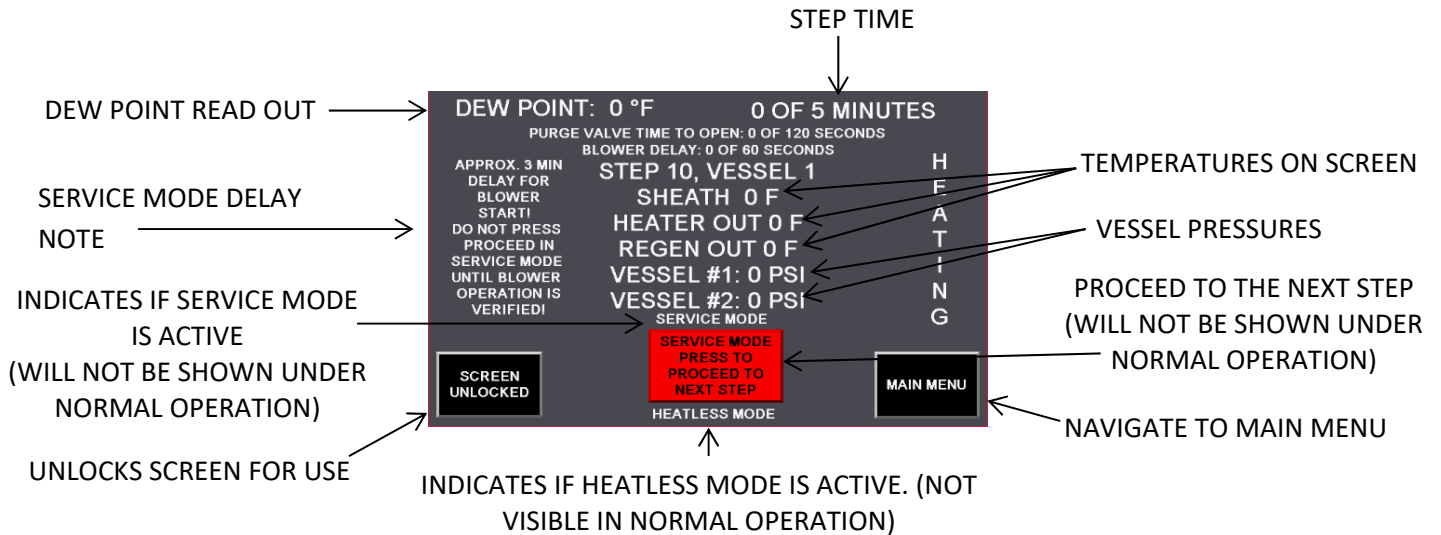 STEP TIME
DEW POINT READ OUT
DEW POINT: 0 °F
0 OF 5 MINUTES
PURGE VALVE TIME TO OPEN: 0 OF 120 SECONDS
BLOWER DELAY: 0 OF 60 SECONDS
SERVICE MODE DELAY
NOTE
APPROX. 3 MIN
DELAY FOR
BLOWER
START!
DO NOT PRESS
PROCEED IN
SERVICE MODE
UNTIL BLOWER
OPERATION IS
VERIFIED!
STEP 10, VESSEL 1
SHEATH 0 F
HEATER OUT 0 F
REGEN OUT 0 F
VESSEL #1: 0 PSI
VESSEL #2: 0 PSI
SERVICE MODE
H
E
A
T
I
N
G
TEMPERATURES ON SCREEN
VESSEL PRESSURES
INDICATES IF SERVICE MODE
IS ACTIVE
(WILL NOT BE SHOWN UNDER
NORMAL OPERATION)
PROCEED TO THE NEXT STEP
(WILL NOT BE SHOWN UNDER
NORMAL OPERATION)
SCREEN
UNLOCKED
SERVICE MODE
PRESS TO
PROCEED TO
NEXT STEP
MAIN MENU
HEATLESS MODE
UNLOCKS SCREEN FOR USE
NAVIGATE TO MAIN MENU
INDICATES IF HEATLESS MODE IS ACTIVE. (NOT
VISIBLE IN NORMAL OPERATION)